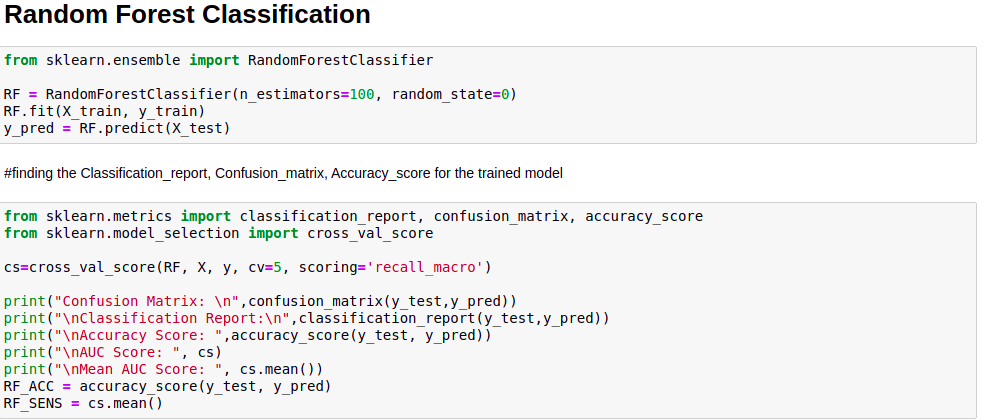 Random Forest Classification
from sklearn.ensemble import RandomForestClassifier
RF = RandomForestClassifier(n_estimators=100, random_state=0)
RF.fit(X_train, y_train)
y_pred = RF.predict(X_test)
#finding the Classification_report, Confusion_matrix, Accuracy_score for the trained model
from sklearn.metrics import classification_report, confusion_matrix, accuracy_score
from sklearn.model_selection import cross_val_score
cs=cross_val_score(RF, X, y, cv=5, scoring='recall_macro')
print("Confusion Matrix: \n",confusion_matrix(y_test,y_pred))
print("\nClassification Report:\n",classification_report(y_test,y_pred))
print("\nAccuracy Score: ",accuracy_score(y_test, y_pred))
print("\nAUC Score: ", cs)
print("\nMean AUC Score: ", cs.mean())
RF_ACC = accuracy_score(y_test, y_pred)
RF_SENS = cs.mean()